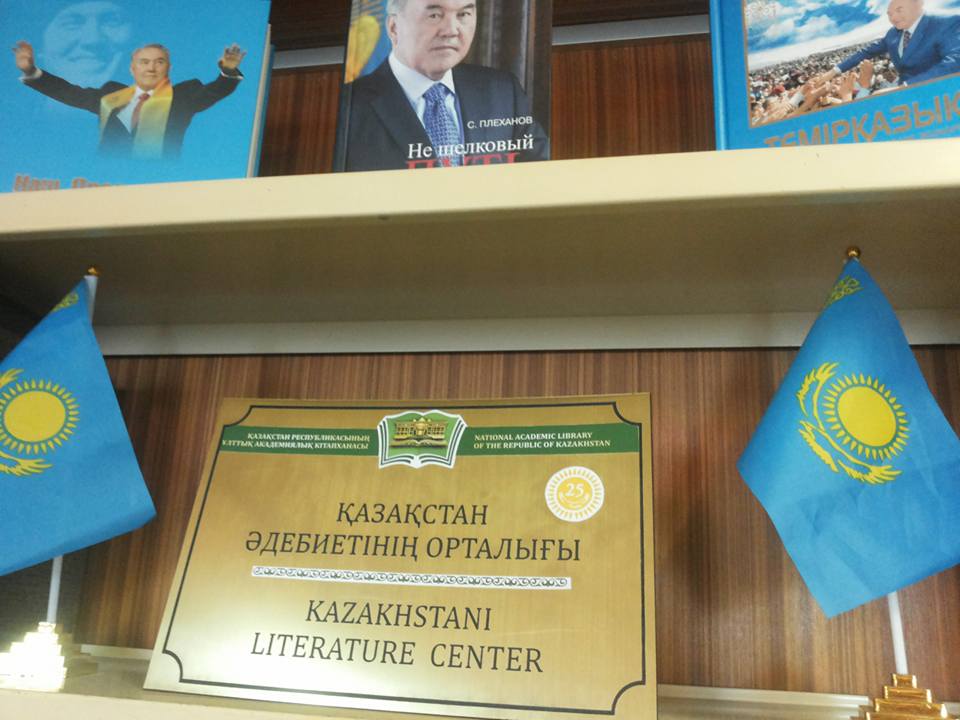 С. ПЛЕХАНОВ
Не шелковый
ПУТЬ
ТЕМІРҚАЗЫҚ
ҚАЗАҚСТАН РЕСПУБЛИКАСЫНЫҢ
ҰЛТТЫҚ АКАДЕМИЯЛЫҚ КІТАПХАНАСЫ
NATIONAL ACADEMIC LIBRARY
OF THE REPUBLIC OF KAZAKHSTAN
25
ҚАЗАҚСТАН
ӘДЕБИЕТІНІҢ ОРТАЛЫҒЫ
KAZAKHSTANI
LITERATURE CENTER